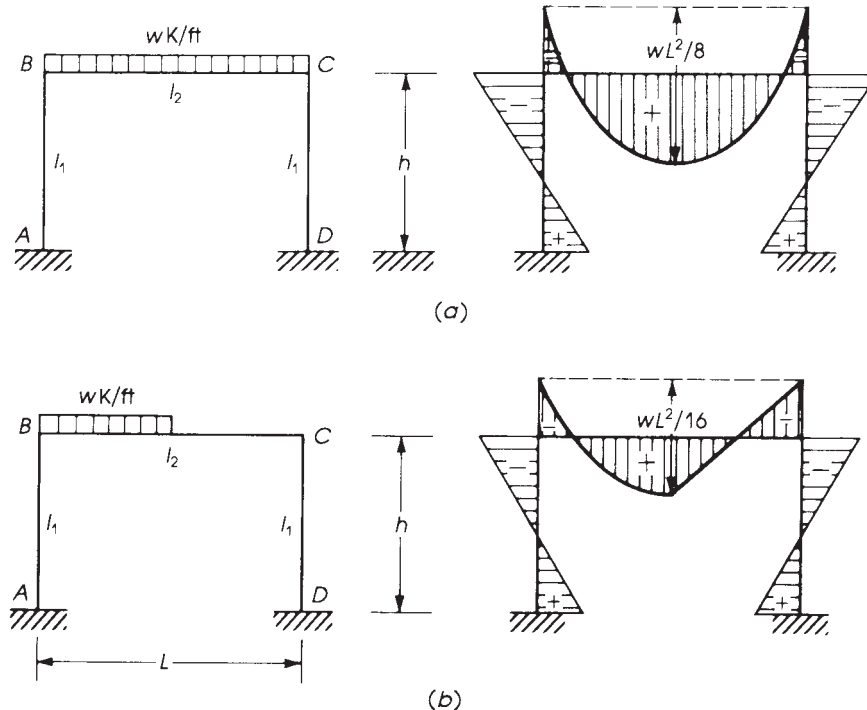 wK/ft
B
C
I₂
I₁
I₁
h
A
D
wL²/8
−
−
−
−
+
+
+
(a)
wK/ft
B
C
I₂
I₁
I₁
h
A
D
L
wL²/16
−
−
−
−
+
+
+
(b)